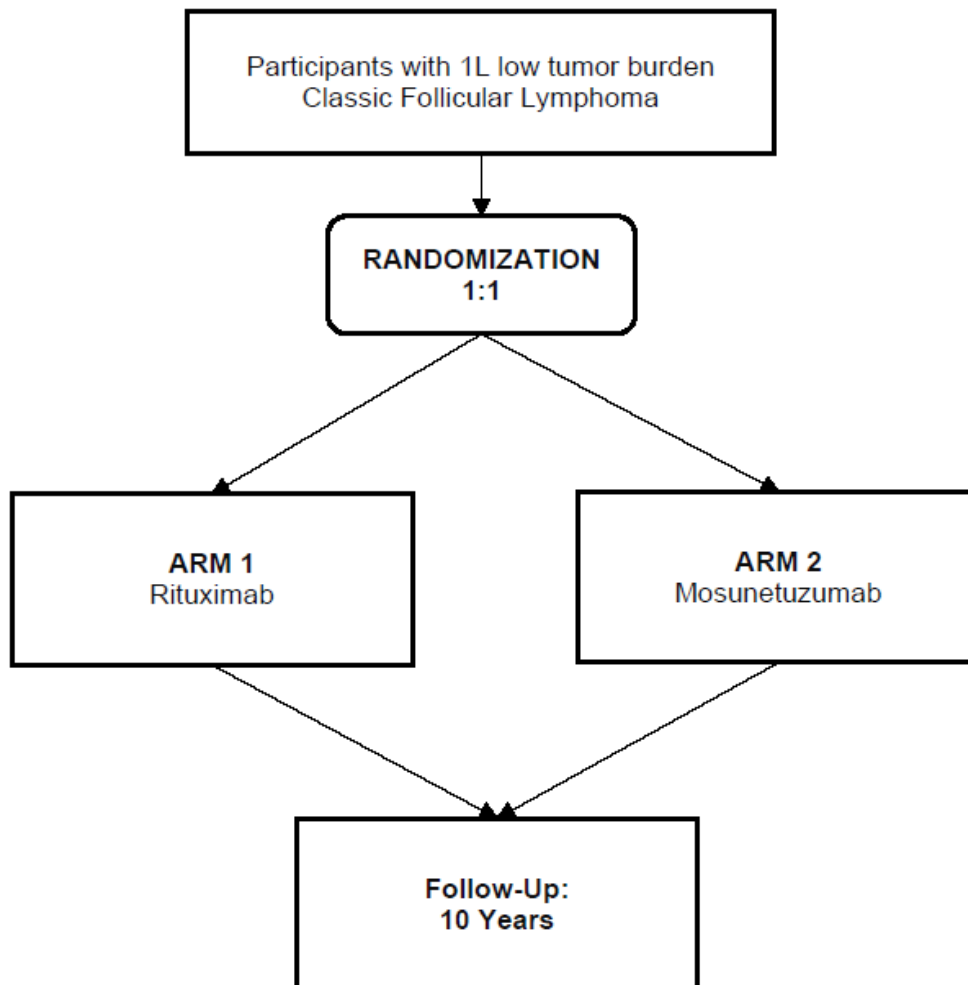 Participants with 1L low tumor burden
Classic Follicular Lymphoma
RANDOMIZATION
1:1
ARM 1
Rituximab
ARM 2
Mosunetuzumab
Follow-Up:
10 Years